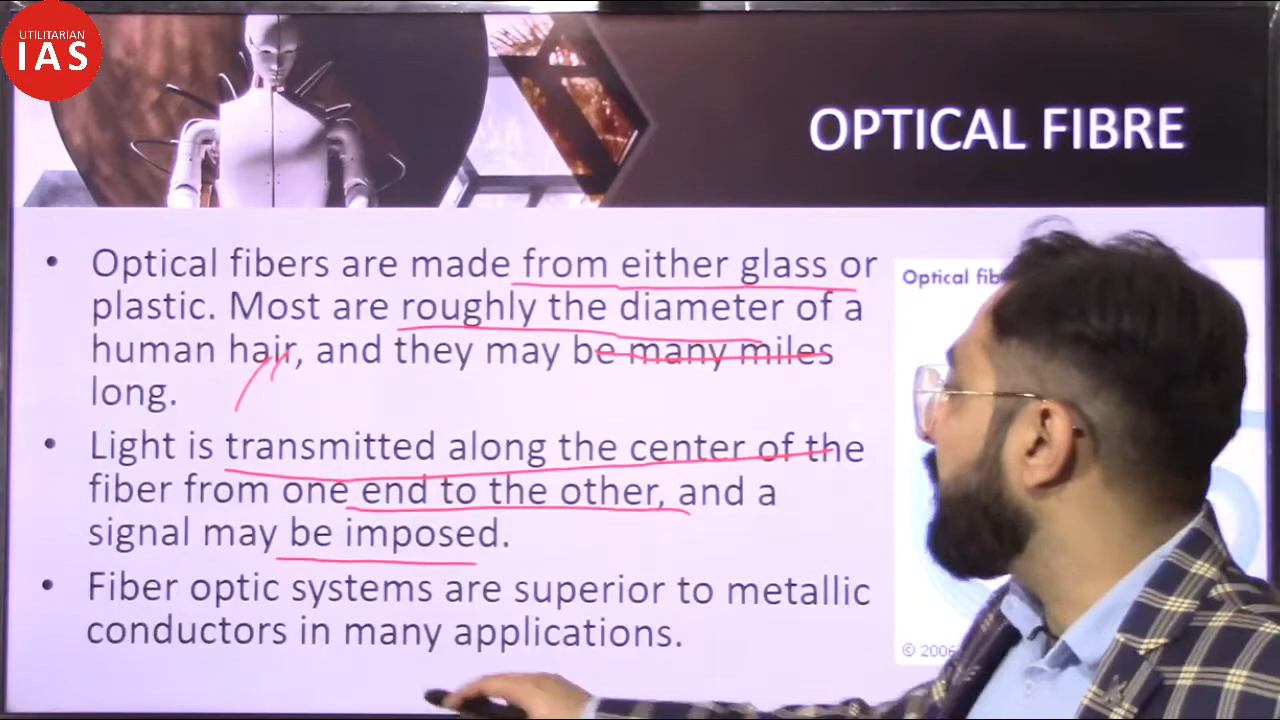 UTILITARIAN
IAS
OPTICAL FIBRE
• Optical fibers are made from either glass or
plastic. Most are roughly the diameter of a
human hair, and they may be many miles
long.
• Light is transmitted along the center of the
fiber from one end to the other, and a
signal may be imposed.
• Fiber optic systems are superior to metallic
conductors in many applications.
Optical
© 2006